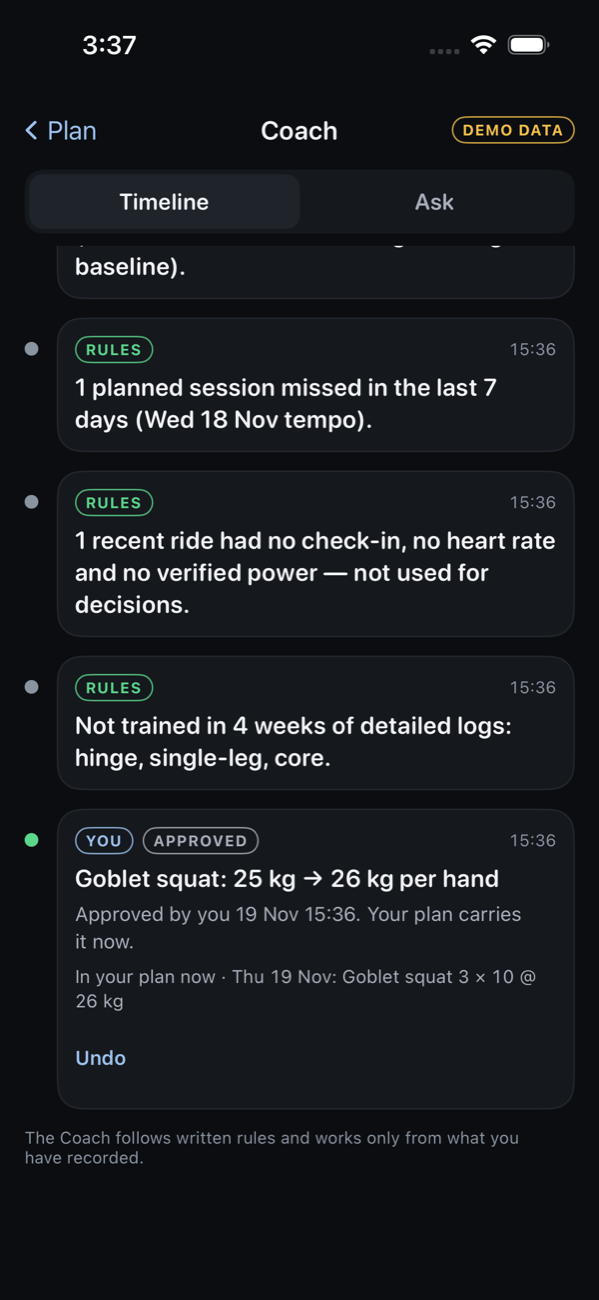 3:37
Plan
Coach
DEMO DATA
Timeline
Ask
baseline).
RULES
15:36
1 planned session missed in the last 7
days (Wed 18 Nov tempo).
RULES
15:36
1 recent ride had no check-in, no heart rate
and no verified power — not used for
decisions.
RULES
15:36
Not trained in 4 weeks of detailed logs:
hinge, single-leg, core.
YOU
APPROVED
15:36
Goblet squat: 25 kg → 26 kg per hand
Approved by you 19 Nov 15:36. Your plan carries
it now.
In your plan now · Thu 19 Nov: Goblet squat 3 × 10 @
26 kg
Undo
The Coach follows written rules and works only from what you
have recorded.